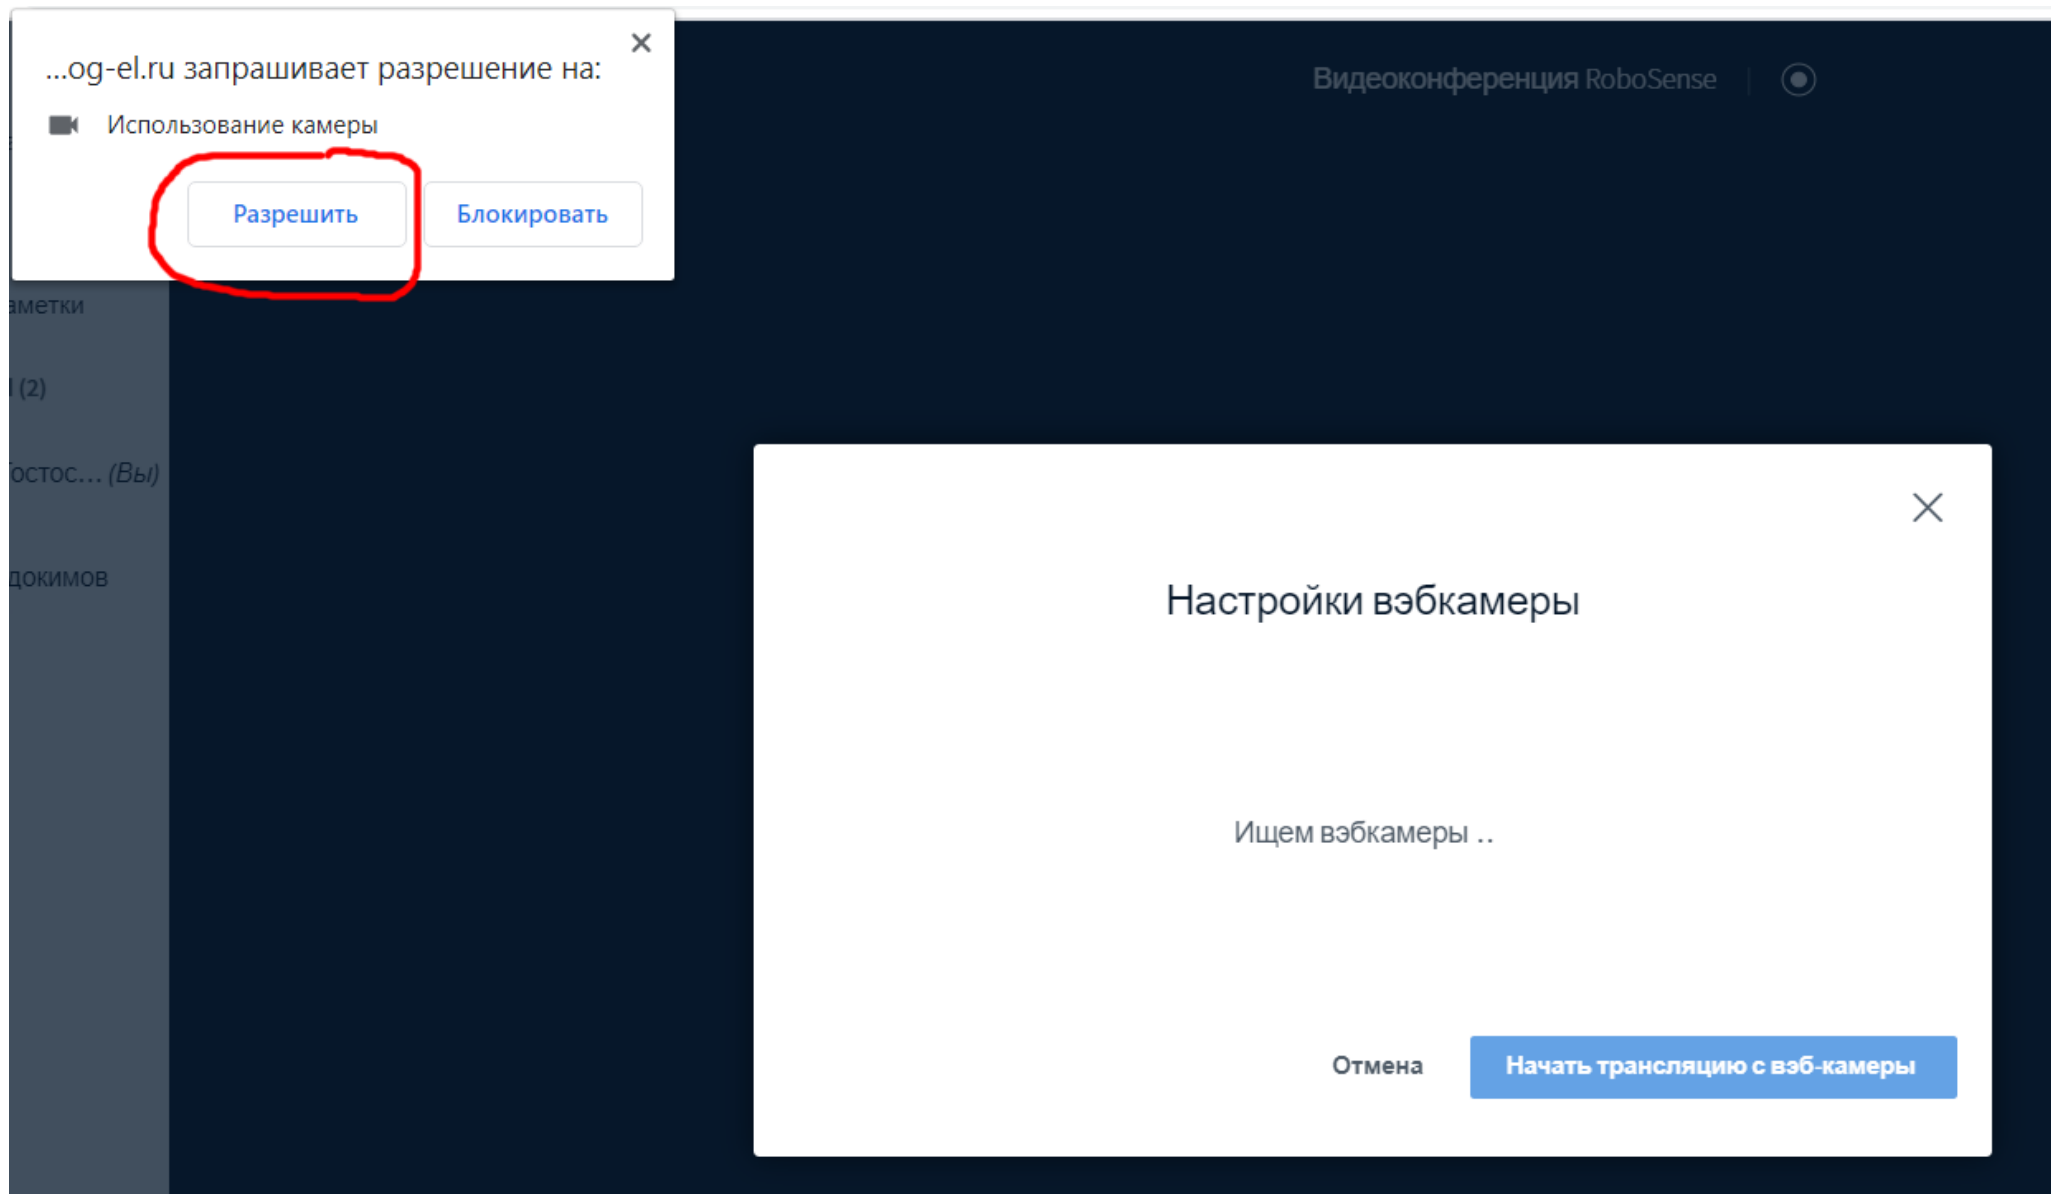 ...og-el.ru запрашивает разрешение на:
Использование камеры
Разрешить
Блокировать
Видеоконференция RoboSense
аметки
(2)
остос... (Вы)
докимов
Настройки вэбкамеры
Ищем вэбкамеры ..
Отмена
Начать трансляцию с вэб-камеры